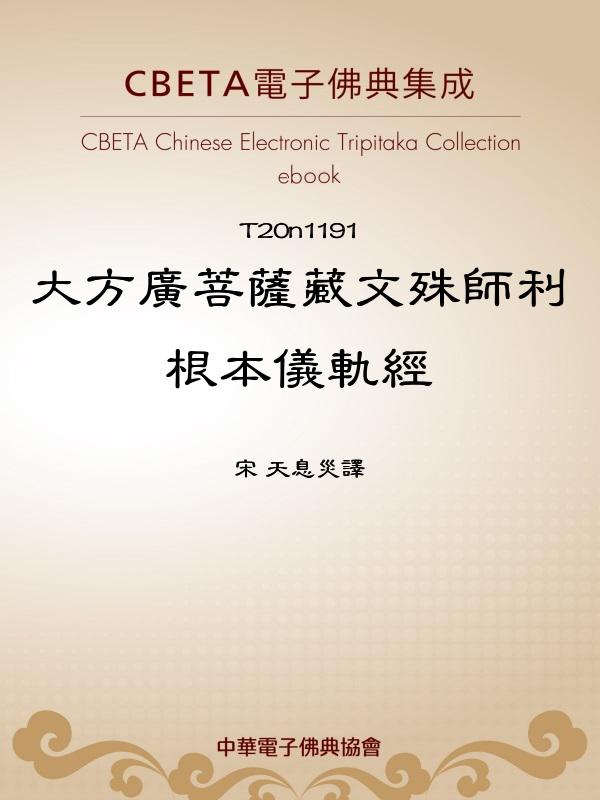 CBETA電子佛典集成
CBETA Chinese Electronic Tripitaka Collection
ebook
T20n1191
大方廣菩薩藏文殊師利
根本儀軌經
宋 天息災譯
中華電子佛典協會